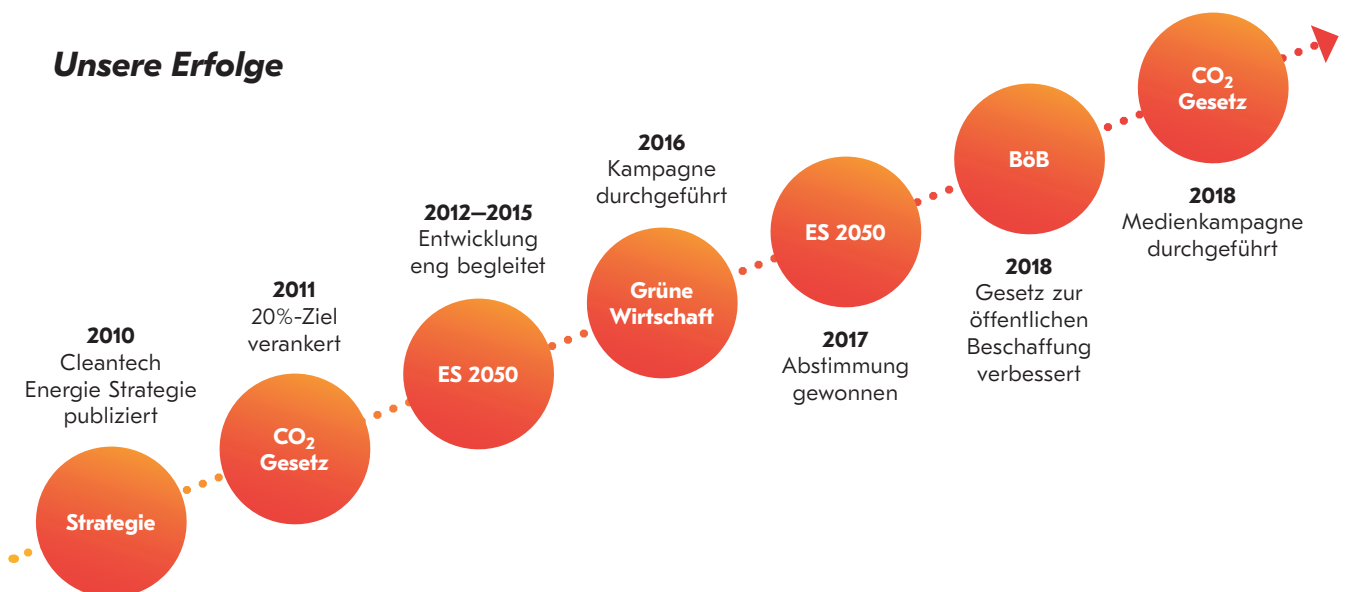 Unsere Erfolge
2010
Cleantech
Energie Strategie
publiziert
Strategie
2011
20%-Ziel
verankert
CO₂
Gesetz
2012–2015
Entwicklung
eng begleitet
ES 2050
2016
Kampagne
durchgeführt
Grüne
Wirtschaft
ES 2050
2017
Abstimmung
gewonnen
BöB
2018
Gesetz zur
öffentlichen
Beschaffung
verbessert
CO₂
Gesetz
2018
Medienkampagne
durchgeführt